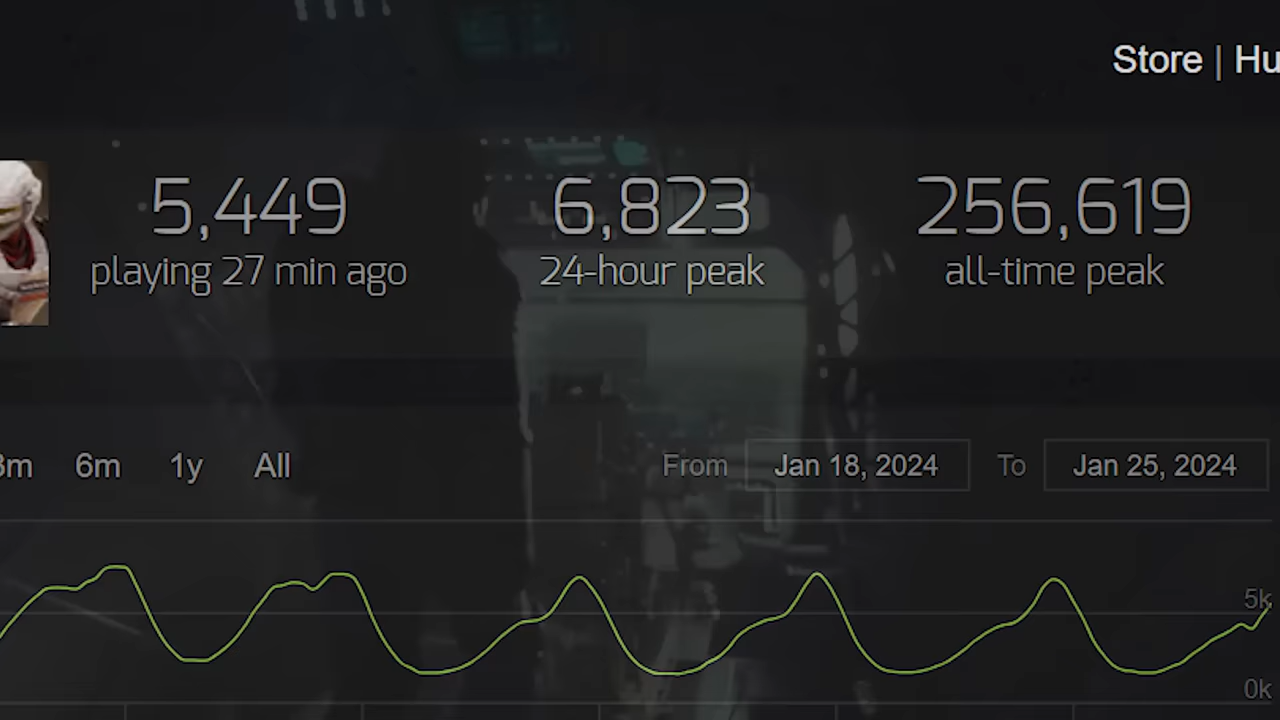 Store | Hu
5,449
playing 27 min ago
6,823
24-hour peak
256,619
all-time peak
3m 6m 1y All
From Jan 18, 2024 To Jan 25, 2024
5k
0k